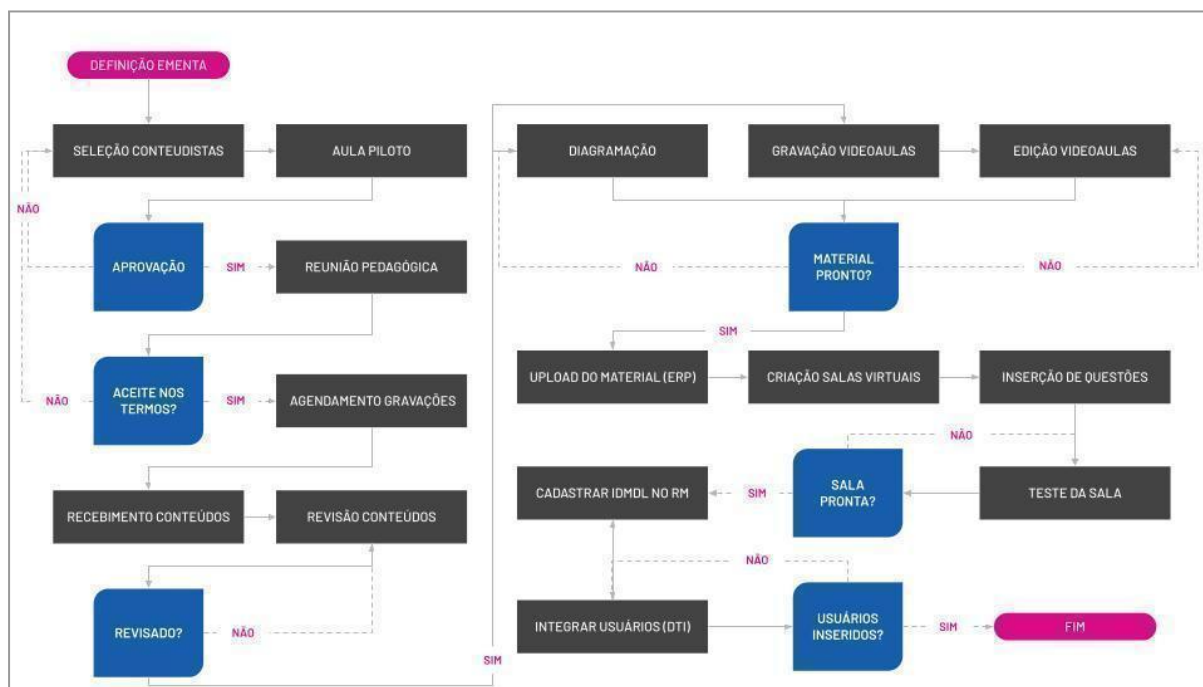 DEFINIÇÃO EMENTA
SELEÇÃO CONTEUDISTAS
AULA PILOTO
NÃO
APROVAÇÃO
SIM
REUNIÃO PEDAGÓGICA
NÃO
ACEITE NOS
TERMOS?
SIM
AGENDAMENTO GRAVAÇÕES
RECEBIMENTO CONTEÚDOS
REVISÃO CONTEÚDOS
REVISADO?
NÃO
SIM
DIAGRAMAÇÃO
GRAVAÇÃO VIDEOAULAS
EDIÇÃO VIDEOAULAS
NÃO
MATERIAL
PRONTO?
NÃO
SIM
UPLOAD DO MATERIAL (ERP)
CRIAÇÃO SALAS VIRTUAIS
INSERÇÃO DE QUESTÕES
NÃO
CADASTRAR IDMDL NO RM
SIM
SALA
PRONTA?
TESTE DA SALA
NÃO
INTEGRAR USUÁRIOS (DTI)
USUÁRIOS
INSERIDOS?
SIM
FIM